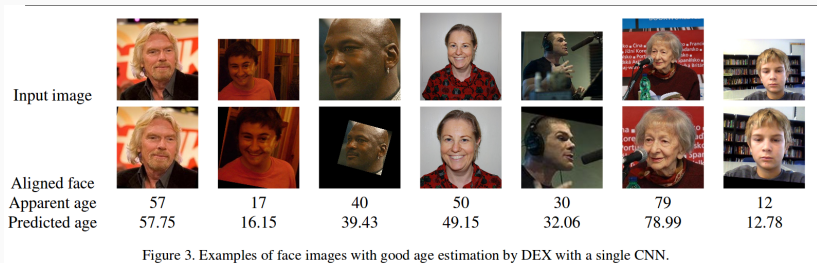 Input image
Aligned face
Apparent age 57 17 40 50 30 79 12
Predicted age 57.75 16.15 39.43 49.15 32.06 78.99 12.78
Figure 3. Examples of face images with good age estimation by DEX with a single CNN.